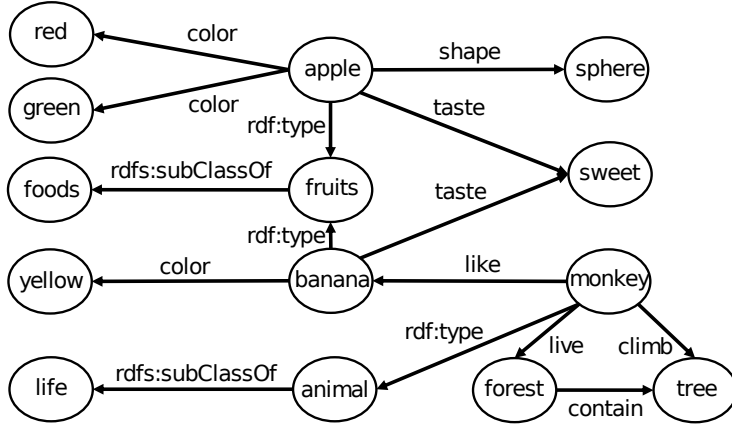 red
color
apple
shape
sphere
green
color
rdf:type
taste
foods
rdfs:subClassOf
fruits
taste
sweet
rdf:type
yellow
color
banana
like
monkey
rdf:type
live
climb
life
rdfs:subClassOf
animal
forest
contain
tree